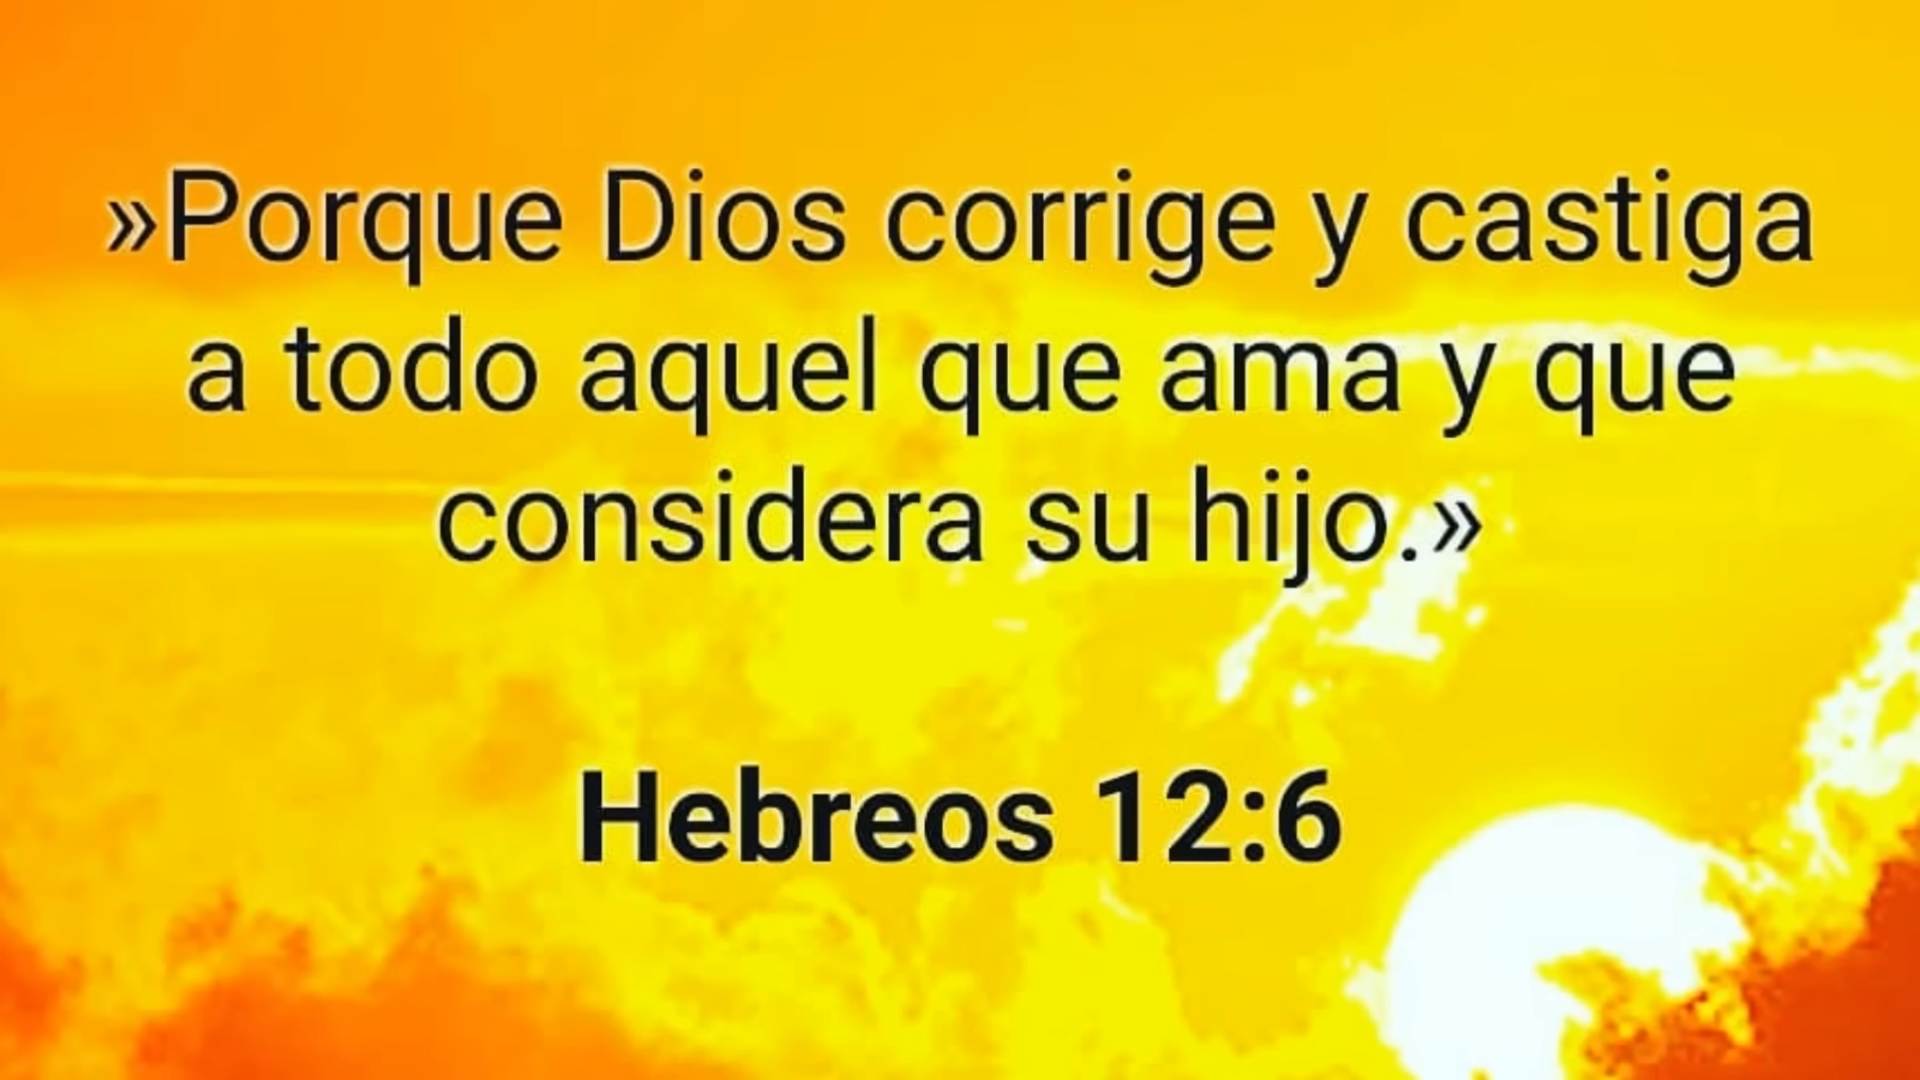 »Porque Dios corrige y castiga
a todo aquel que ama y que
considera su hijo.»
Hebreos 12:6